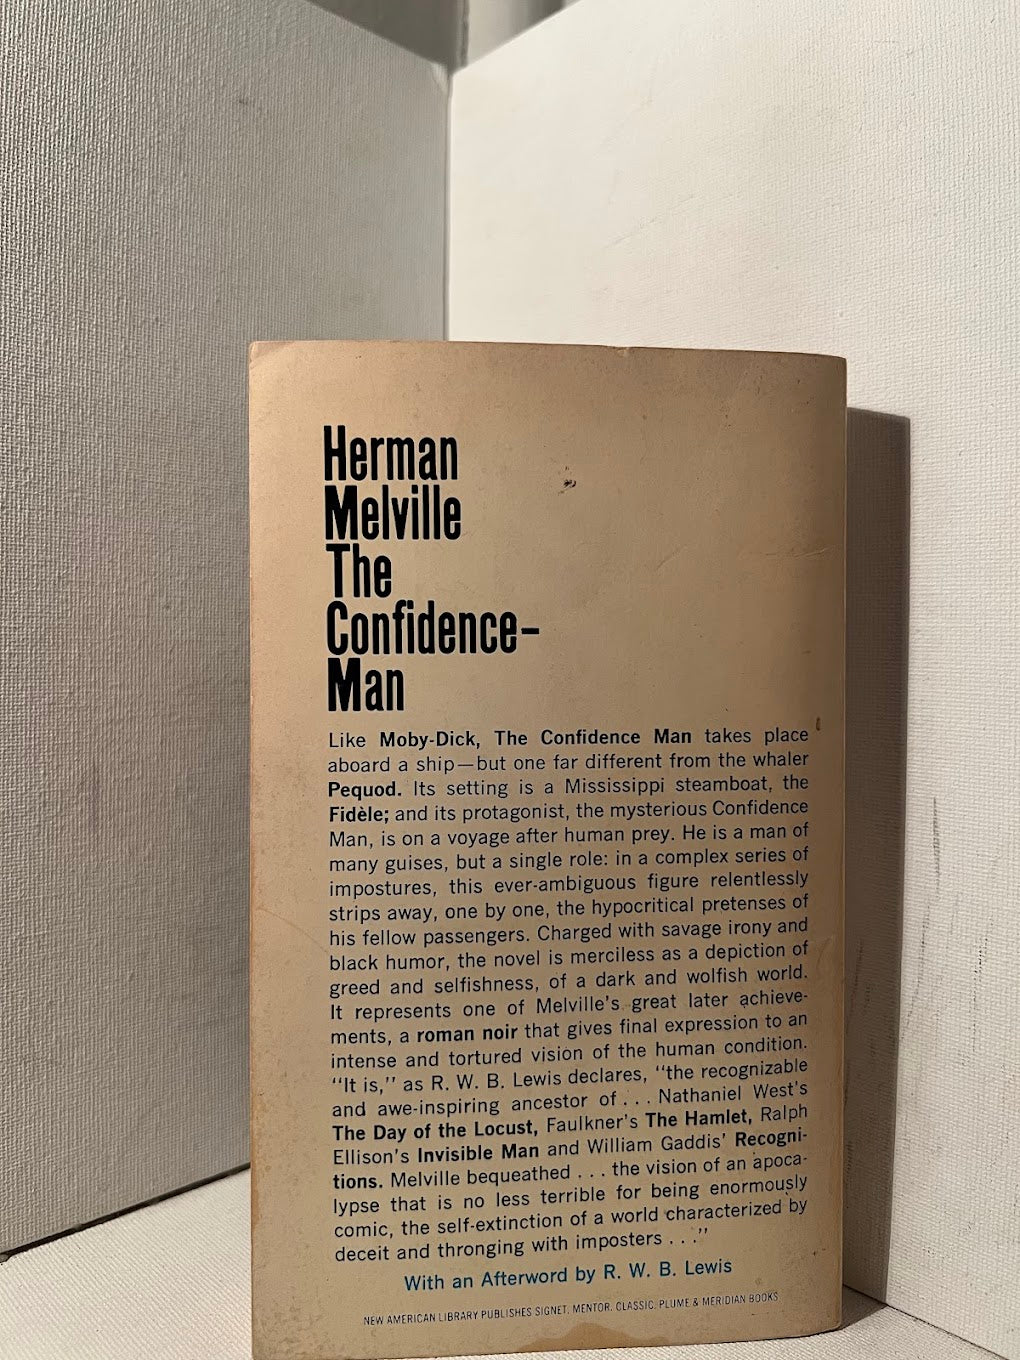 Herman
Melville
The
Confidence–
Man
Like Moby-Dick, The Confidence Man takes place
aboard a ship—but one far different from the whaler
Pequod. Its setting is a Mississippi steamboat, the
Fidèle; and its protagonist, the mysterious Confidence
Man, is on a voyage after human prey. He is a man of
many guises, but a single role: in a complex series of
impostures, this ever-ambiguous figure relentlessly
strips away, one by one, the hypocritical pretenses of
his fellow passengers. Charged with savage irony and
black humor, the novel is merciless as a depiction of
greed and selfishness, of a dark and wolfish world.
It represents one of Melville's great later achieve-
ments, a roman noir that gives final expression to an
intense and tortured vision of the human condition.
"It is," as R. W. B. Lewis declares, "the recognizable
and awe-inspiring ancestor of . . . Nathaniel West's
The Day of the Locust, Faulkner's The Hamlet, Ralph
Ellison's Invisible Man and William Gaddis' Recogni-
tions. Melville bequeathed . . . the vision of an apoca-
lypse that is no less terrible for being enormously
comic, the self-extinction of a world characterized by
deceit and thronging with imposters . . ."
With an Afterword by R. W. B. Lewis
NEW AMERICAN LIBRARY PUBLISHES SIGNET, MENTOR, CLASSIC, PLUME & MERIDIAN BOOKS